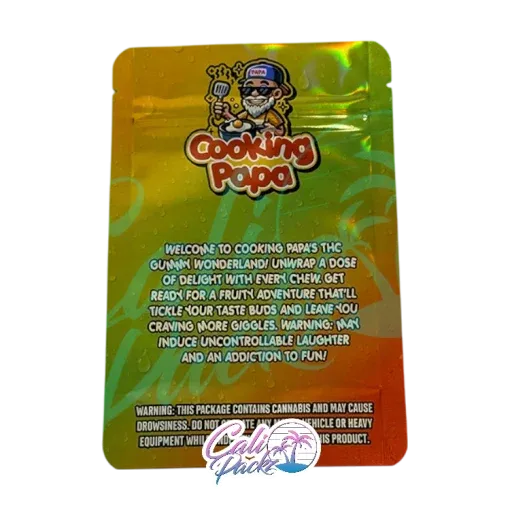 PAPA
Cooking
Papa
WELCOME TO COOKING PAPA'S THC
GUMMY WONDERLAND! UNWRAP A DOSE
OF DELIGHT WITH EVERY CHEW. GET
READY FOR A FRUITY ADVENTURE THAT'LL
TICKLE YOUR TASTE BUDS AND LEAVE YOU
CRAVING MORE GIGGLES. WARNING: MAY
INDUCE UNCONTROLLABLE LAUGHTER
AND AN ADDICTION TO FUN!
WARNING: THIS PACKAGE CONTAINS CANNABIS AND MAY CAUSE
DROWSINESS. DO NOT VEHICLE OR HEAVY
EQUIPMENT THIS PRODUCT.
Cali
Packz